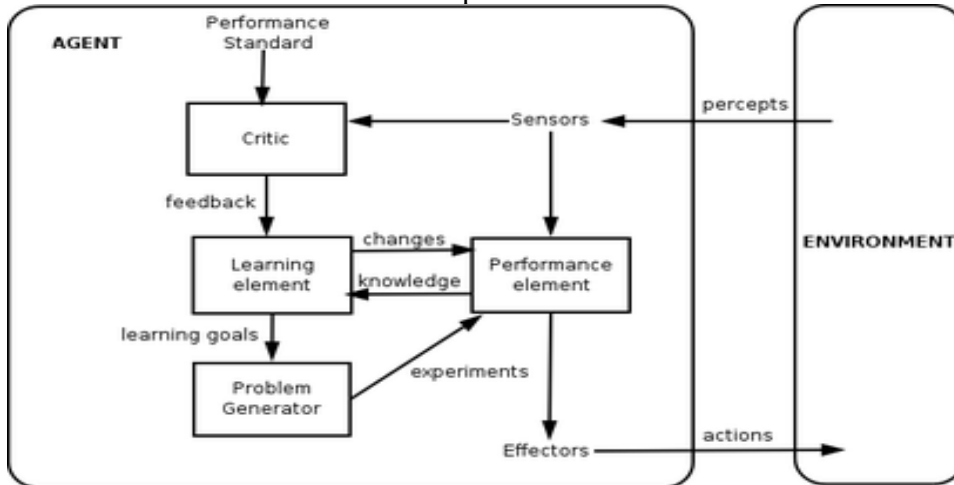 Performance
Standard
AGENT
percepts
Sensors
Critic
feedback
changes
ENVIRONMENT
Learning
element
Performance
element
knowledge
learning goals
experiments
Problem
Generator
actions
Effectors